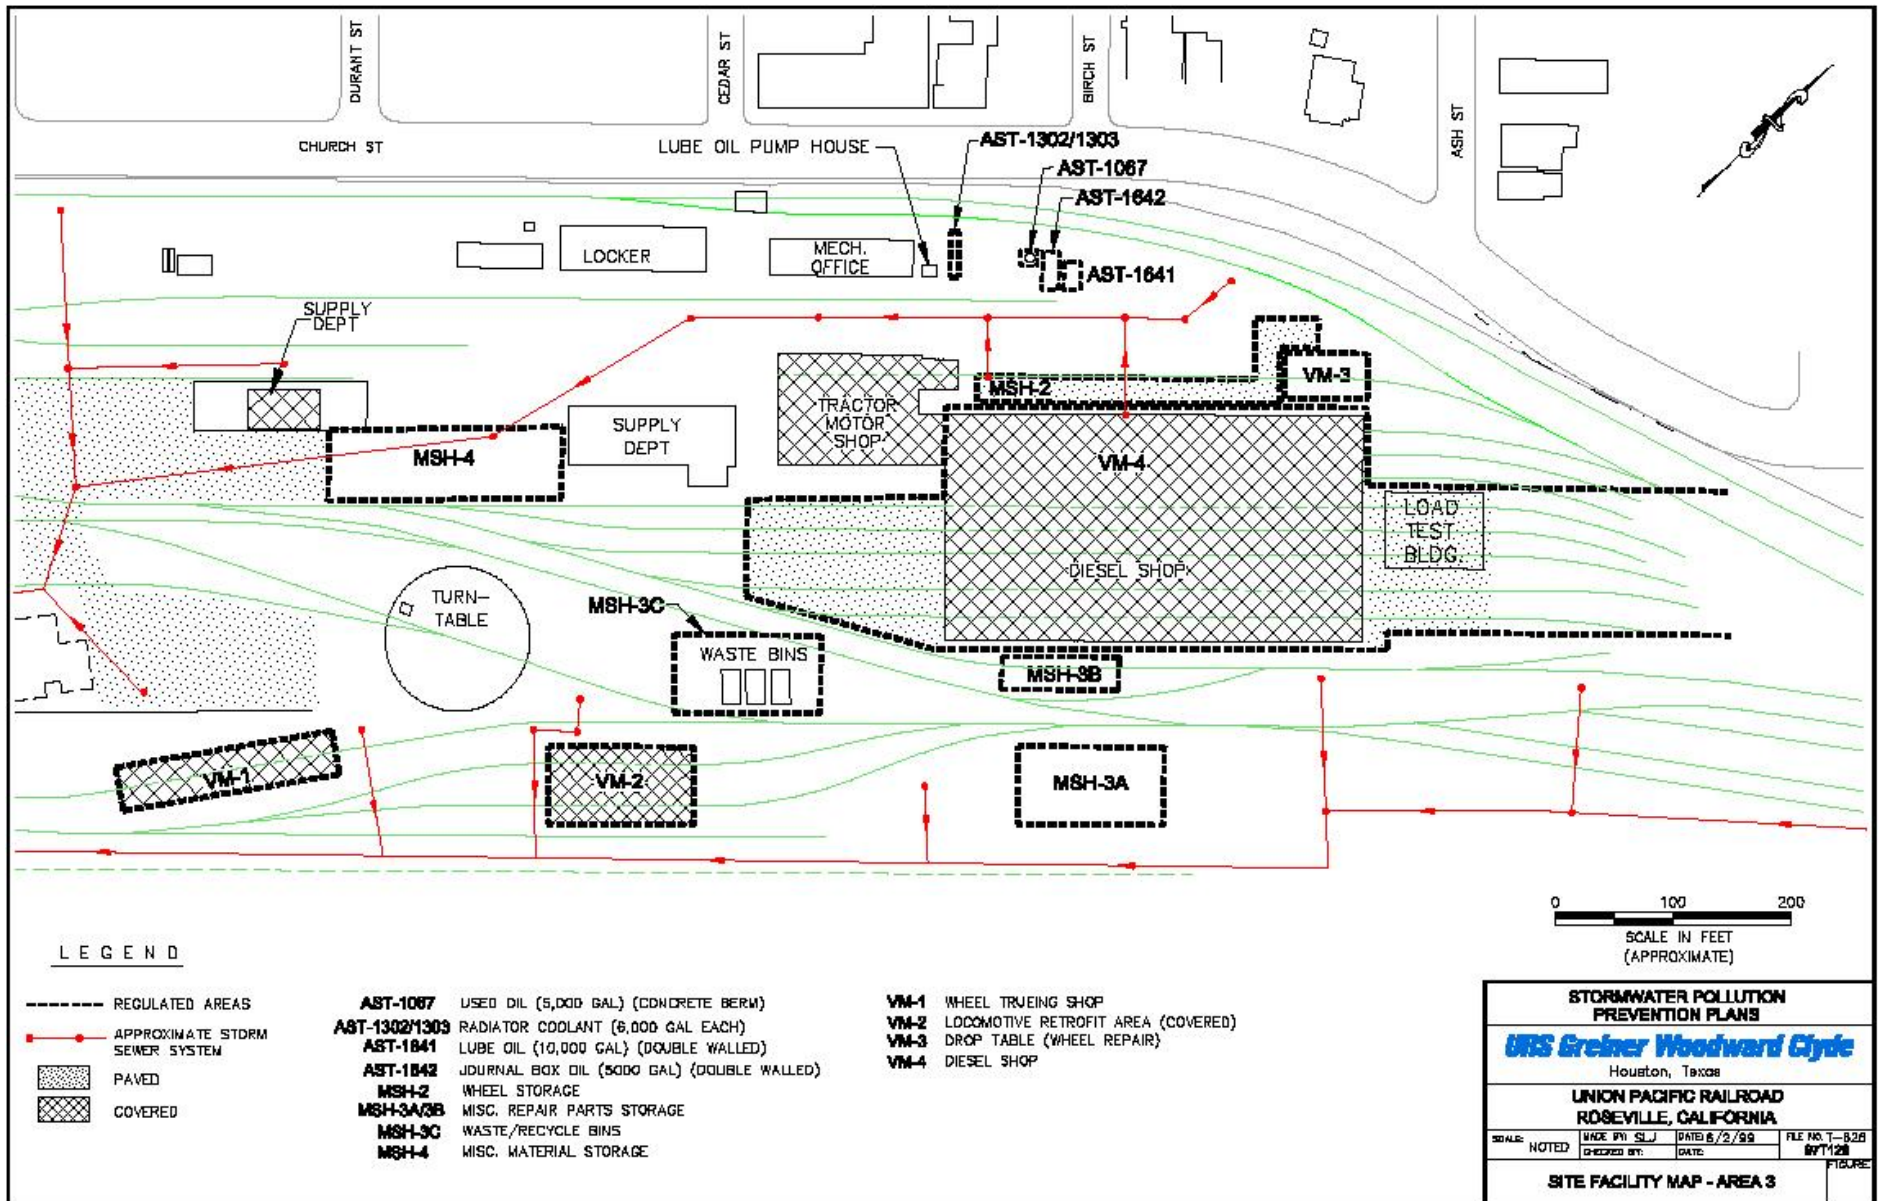 DURANT ST
CEDAR ST
BIRCH ST
ASH ST
CHURCH ST
LUBE OIL PUMP HOUSE
AST-1302/1303
AST-1067
AST-1642
AST-1641
LOCKER
MECH.
OFFICE
SUPPLY
DEPT
MSH-4
SUPPLY
DEPT
TRACTOR
MOTOR
SHOP
MSH-2
VM-3
VM-4
DIESEL SHOP
LOAD
TEST
BLDG.
TURN-
TABLE
MSH-3C
WASTE BINS
MSH-3B
VM-1
VM-2
MSH-3A
0 100 200
SCALE IN FEET
(APPROXIMATE)
LEGEND
REGULATED AREAS
APPROXIMATE STORM
SEWER SYSTEM
PAVED
COVERED
AST-1067 USED OIL (5,000 GAL) (CONCRETE BERM)
AST-1302/1303 RADIATOR COOLANT (6,000 GAL EACH)
AST-1641 LUBE OIL (10,000 GAL) (DOUBLE WALLED)
AST-1642 JOURNAL BOX OIL (5000 GAL) (DOUBLE WALLED)
MSH-2 WHEEL STORAGE
MSH-3A/3B MISC. REPAIR PARTS STORAGE
MSH-3C WASTE/RECYCLE BINS
MSH-4 MISC. MATERIAL STORAGE
VM-1 WHEEL TRUEING SHOP
VM-2 LOCOMOTIVE RETROFIT AREA (COVERED)
VM-3 DROP TABLE (WHEEL REPAIR)
VM-4 DIESEL SHOP
STORMWATER POLLUTION
PREVENTION PLANS
URS Greiner Woodward Clyde
Houston, Texas
UNION PACIFIC RAILROAD
ROSEVILLE, CALIFORNIA
SCALE: NOTED
MADE BY: SLJ
DATE: 6/2/99
FILE NO.
CHECKED BY:
DATE:
97T128
FIGURE
SITE FACILITY MAP - AREA 3